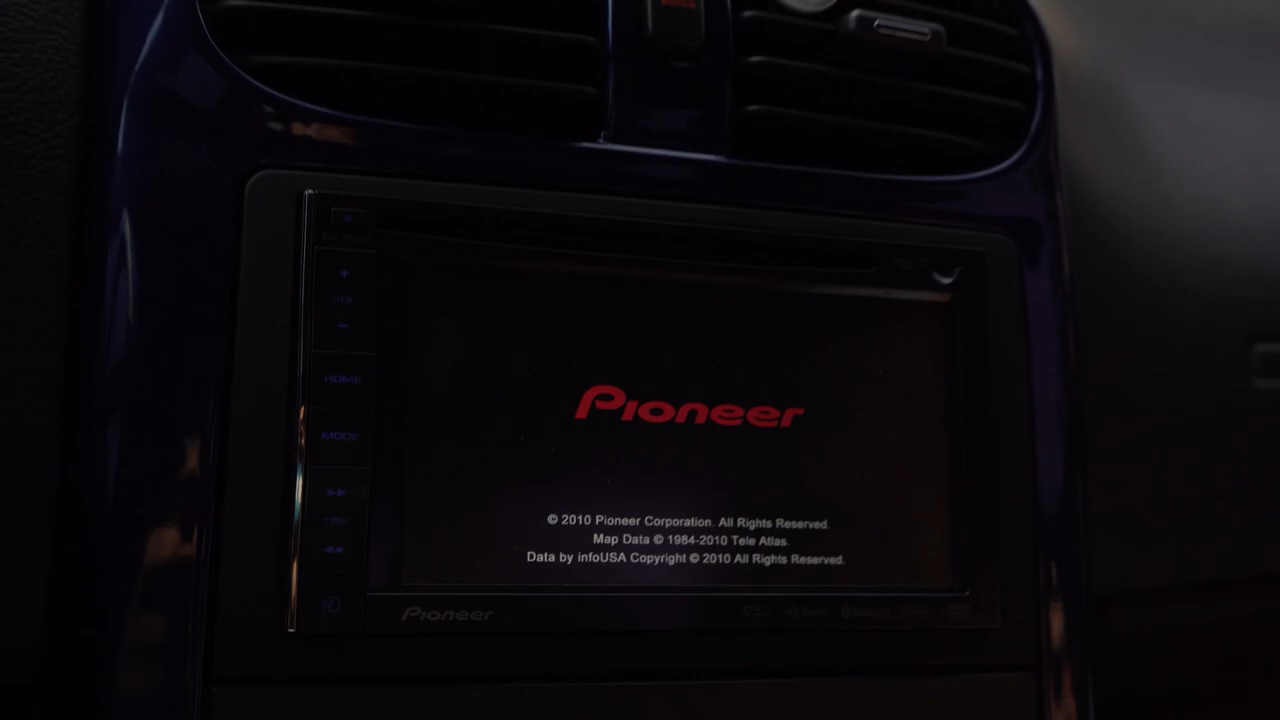 VOL
HOME
MODE
TRK
Pioneer
© 2010 Pioneer Corporation. All Rights Reserved.
Map Data © 1984-2010 Tele Atlas.
Data by infoUSA Copyright © 2010 All Rights Reserved.
Pioneer